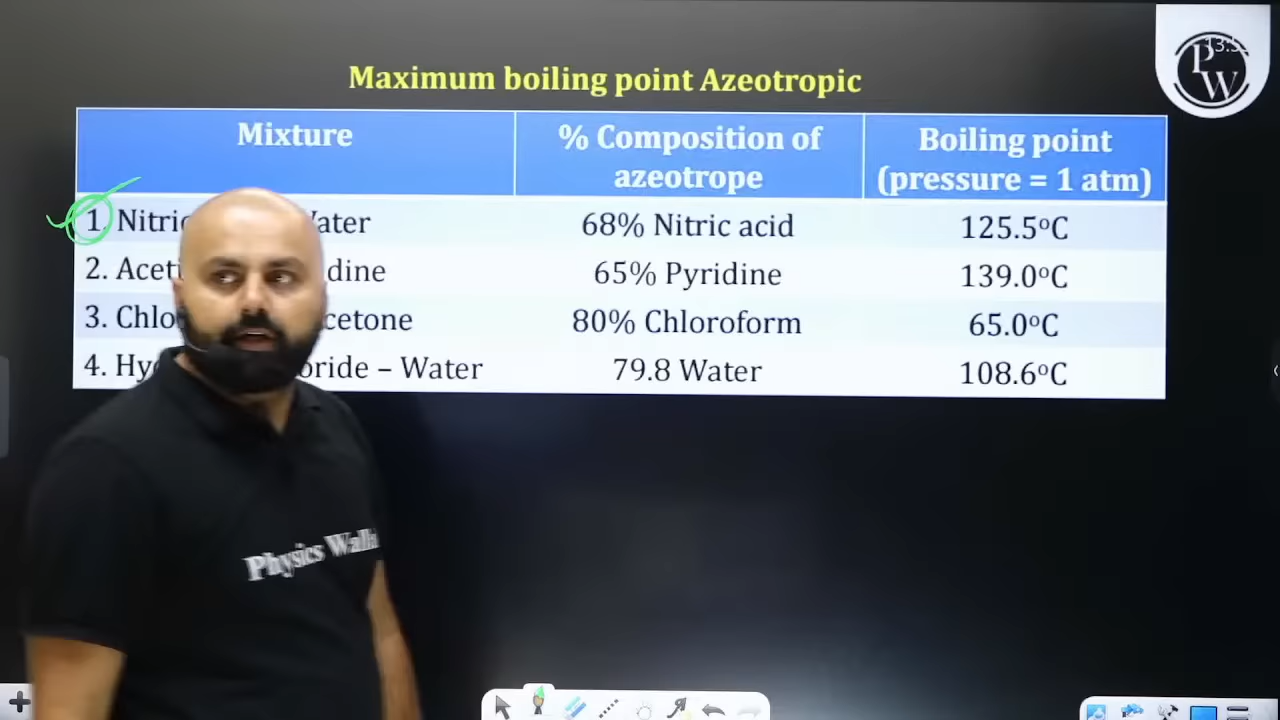 Maximum boiling point Azeotropic
Mixture
% Composition of azeotrope
Boiling point (pressure = 1 atm)
1. Nitric ater 68% Nitric acid 125.5°C
2. Aceti dine 65% Pyridine 139.0°C
3. Chlo cetone 80% Chloroform 65.0°C
4. Hy oride – Water 79.8 Water 108.6°C
PW
Physics Walla